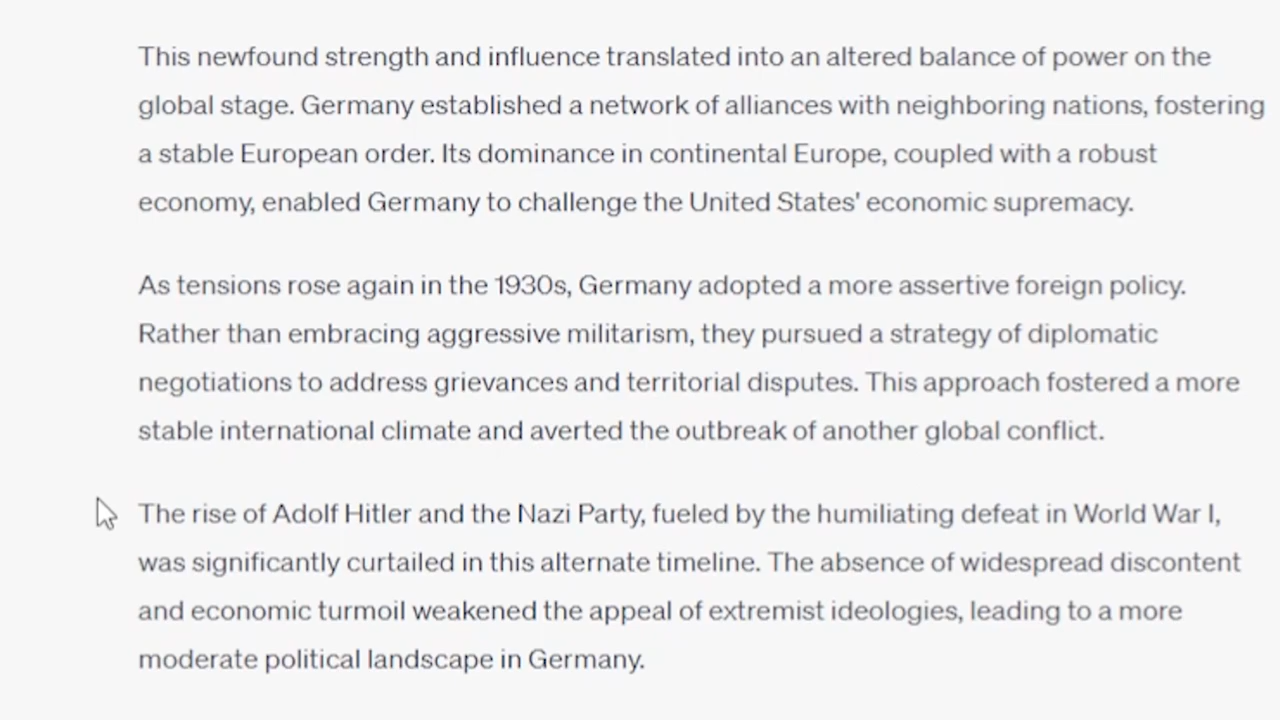 This newfound strength and influence translated into an altered balance of power on the
global stage. Germany established a network of alliances with neighboring nations, fostering
a stable European order. Its dominance in continental Europe, coupled with a robust
economy, enabled Germany to challenge the United States' economic supremacy.
As tensions rose again in the 1930s, Germany adopted a more assertive foreign policy.
Rather than embracing aggressive militarism, they pursued a strategy of diplomatic
negotiations to address grievances and territorial disputes. This approach fostered a more
stable international climate and averted the outbreak of another global conflict.
The rise of Adolf Hitler and the Nazi Party, fueled by the humiliating defeat in World War I,
was significantly curtailed in this alternate timeline. The absence of widespread discontent
and economic turmoil weakened the appeal of extremist ideologies, leading to a more
moderate political landscape in Germany.